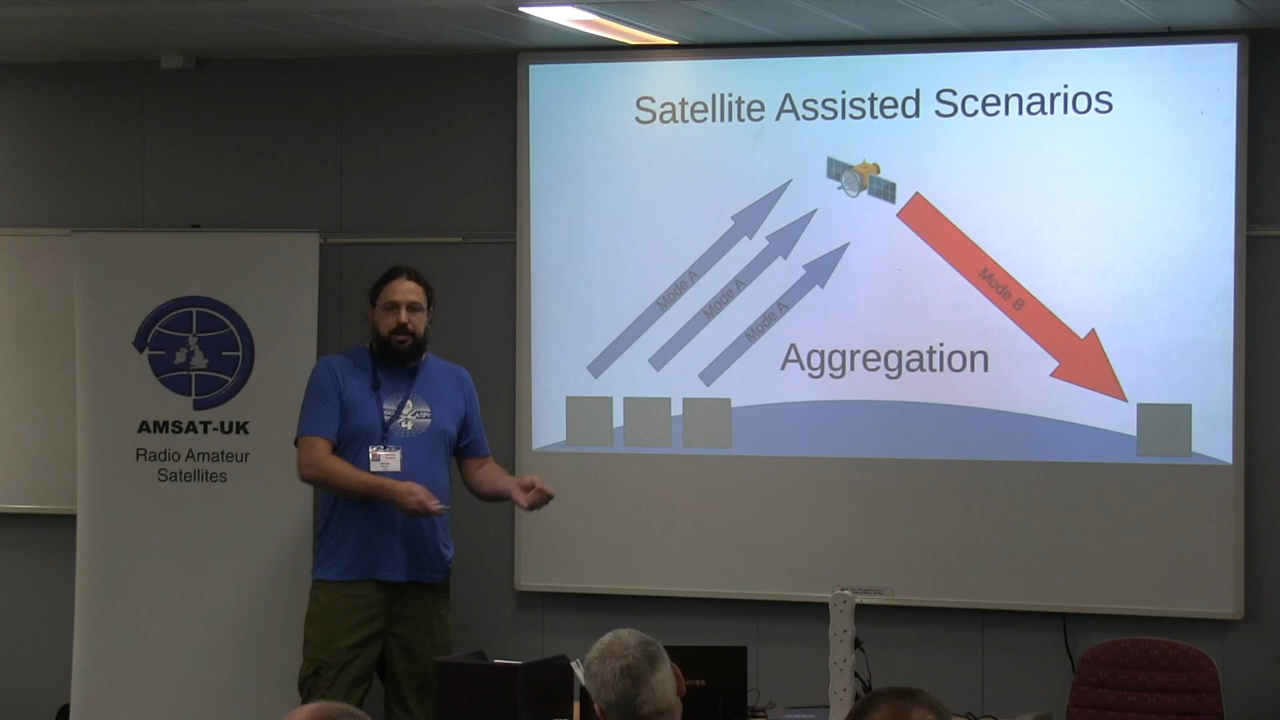 Satellite Assisted Scenarios
Mode A
Mode A
Mode A
Mode B
Aggregation
AMSAT-UK
Radio Amateur
Satellites